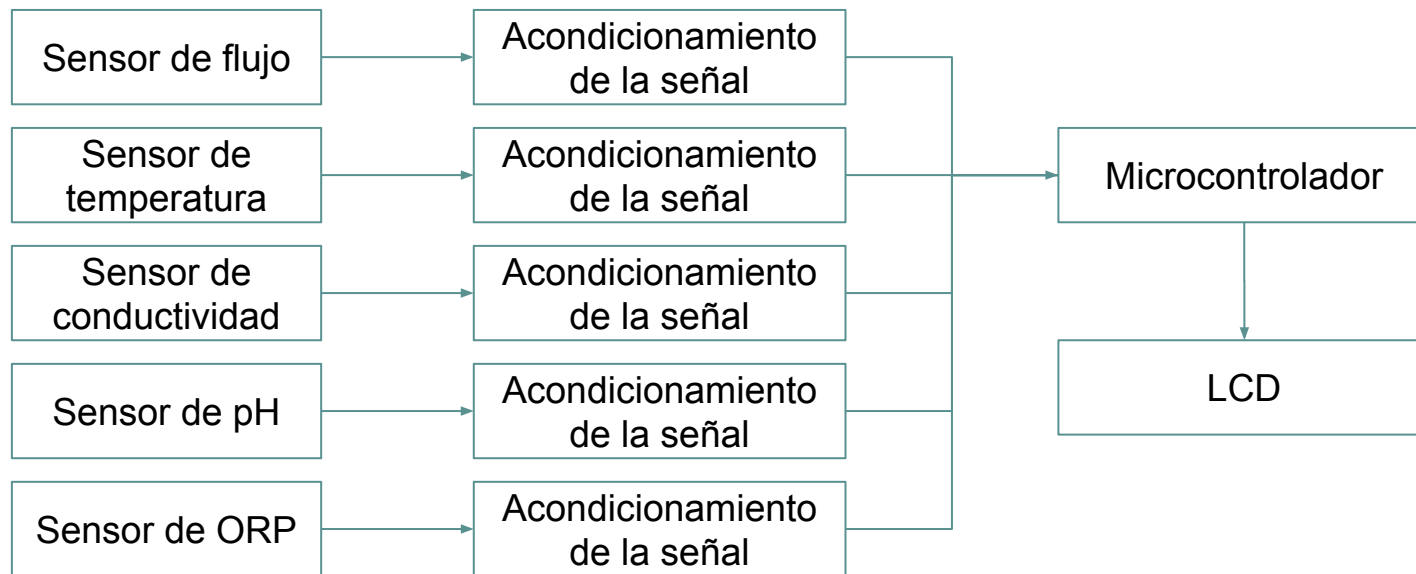 Sensor de flujo
Acondicionamiento
de la señal
Sensor de
temperatura
Acondicionamiento
de la señal
Microcontrolador
Sensor de
conductividad
Acondicionamiento
de la señal
LCD
Sensor de pH
Acondicionamiento
de la señal
Sensor de ORP
Acondicionamiento
de la señal